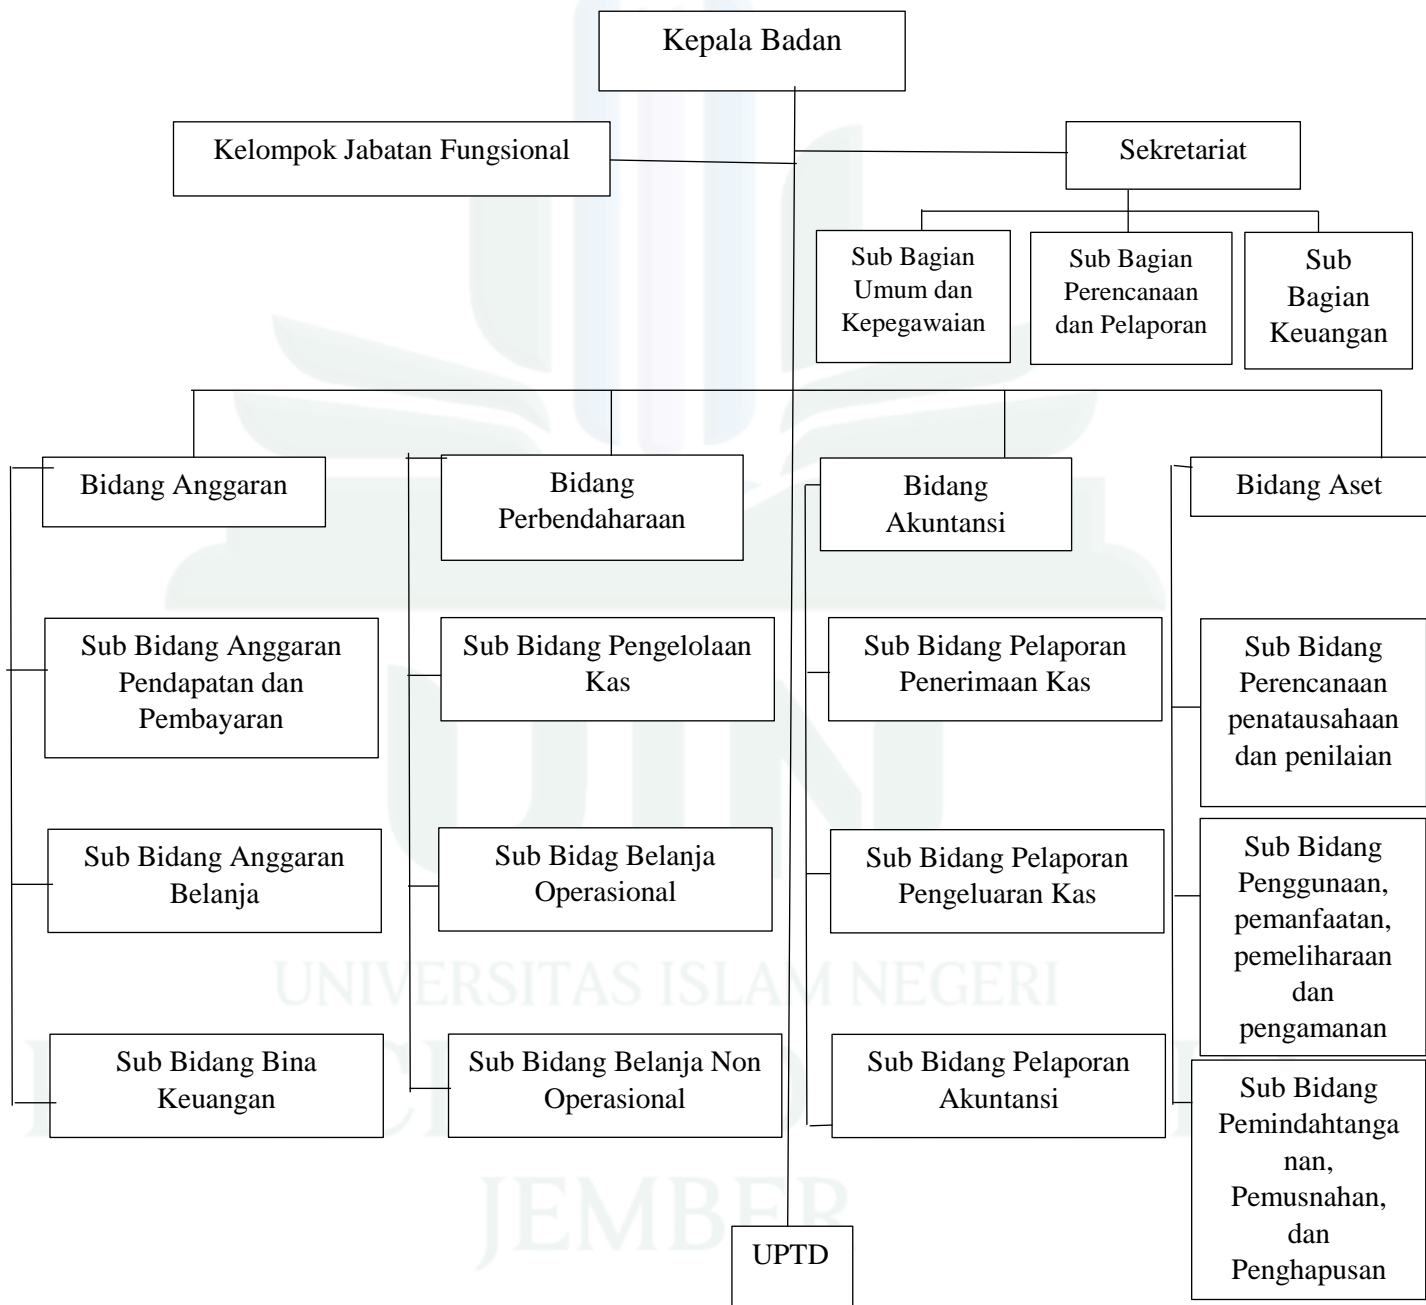 Kepala Badan
Kelompok Jabatan Fungsional
Sekretariat
Sub Bagian
Umum dan
Kepegawaian
Sub Bagian
Perencanaan
dan Pelaporan
Sub
Bagian
Keuangan
Bidang Anggaran
Bidang
Perbendaharaan
Bidang
Akuntansi
Bidang Aset
Sub Bidang Anggaran
Pendapatan dan
Pembayaran
Sub Bidang Pengelolaan
Kas
Sub Bidang Pelaporan
Penerimaan Kas
Sub Bidang
Perencanaan
penatausahaan
dan penilaian
Sub Bidang Anggaran
Belanja
Sub Bidag Belanja
Operasional
Sub Bidang Pelaporan
Pengeluaran Kas
Sub Bidang
Penggunaan,
pemanfaatan,
pemeliharaan
dan
pengamanan
Sub Bidang Bina
Keuangan
Sub Bidang Belanja Non
Operasional
Sub Bidang Pelaporan
Akuntansi
Sub Bidang
Pemindahtanga
nan,
Pemusnahan,
dan
Penghapusan
UPTD
UIN
UNIVERSITAS ISLAM NEGERI
JEMBER